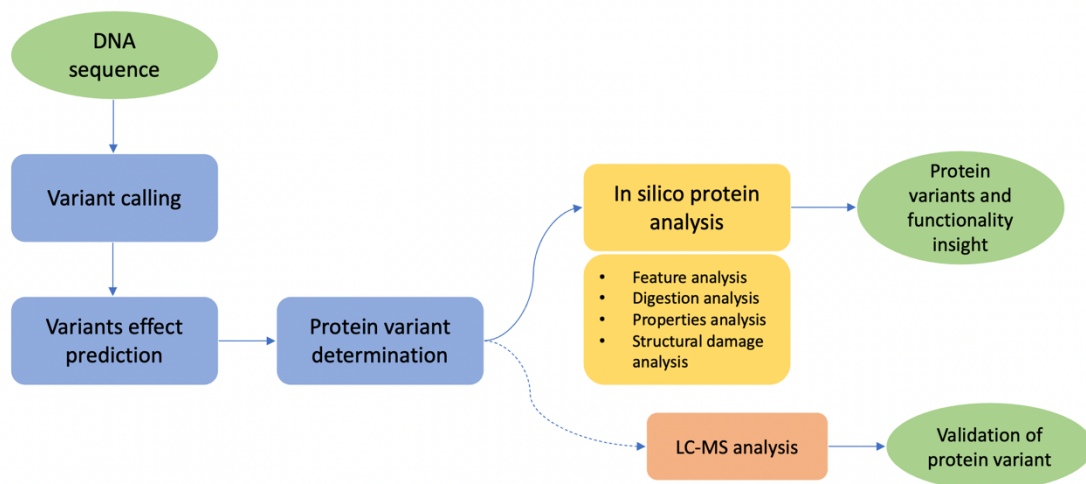 DNA
sequence
Variant calling
Variants effect
prediction
Protein variant
determination
In silico protein
analysis
• Feature analysis
• Digestion analysis
• Properties analysis
• Structural damage
analysis
Protein
variants and
functionality
insight
LC-MS analysis
Validation of
protein variant